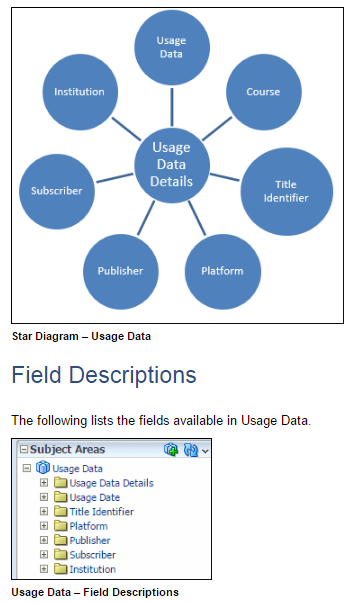 Usage
Data
Institution
Course
Usage
Data
Details
Subscriber
Title
Identifier
Publisher
Platform
Star Diagram – Usage Data
Field Descriptions
The following lists the fields available in Usage Data.
Subject Areas
Usage Data
Usage Data Details
Usage Date
Title Identifier
Platform
Publisher
Subscriber
Institution
Usage Data – Field Descriptions